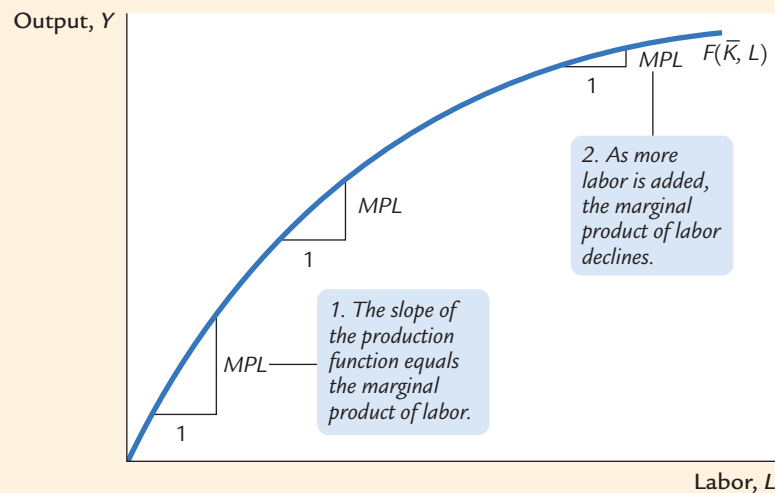 Output, Y
MPL
F(K̅, L)
1
2. As more
labor is added,
the marginal
product of labor
declines.
MPL
1
1. The slope of
the production
function equals
the marginal
product of labor.
MPL
1
Labor, L